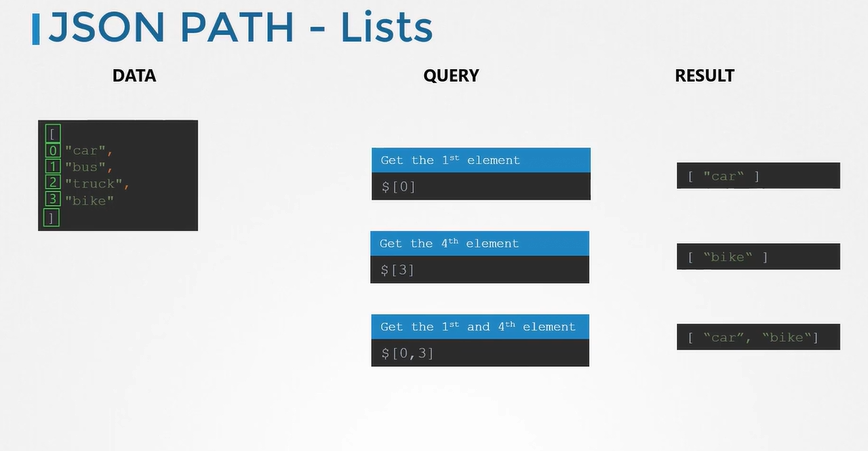 JSON PATH - Lists
DATA
QUERY
RESULT
[
0 "car",
1 "bus",
2 "truck",
3 "bike"
]
Get the 1st element
$[0]
[ "car“ ]
Get the 4th element
$[3]
[ “bike“ ]
Get the 1st and 4th element
$[0,3]
[ “car”, “bike“]